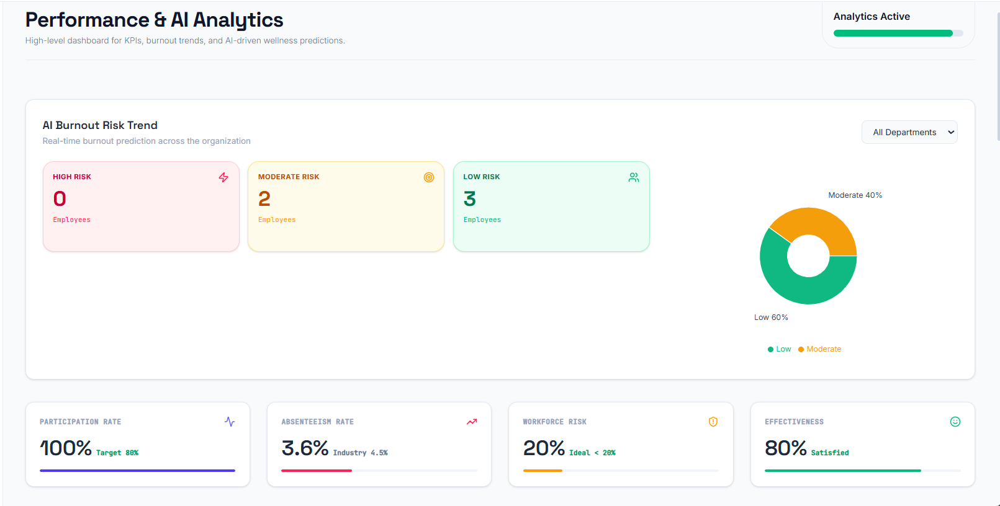 Performance & AI Analytics
High-level dashboard for KPIs, burnout trends, and AI-driven wellness predictions.
Analytics Active
AI Burnout Risk Trend
Real-time burnout prediction across the organization
All Departments
HIGH RISK
0
Employees
MODERATE RISK
2
Employees
LOW RISK
3
Employees
Moderate 40%
Low 60%
Low
Moderate
PARTICIPATION RATE
100% Target 80%
ABSENTEEISM RATE
3.6% Industry 4.5%
WORKFORCE RISK
20% Ideal < 20%
EFFECTIVENESS
80% Satisfied